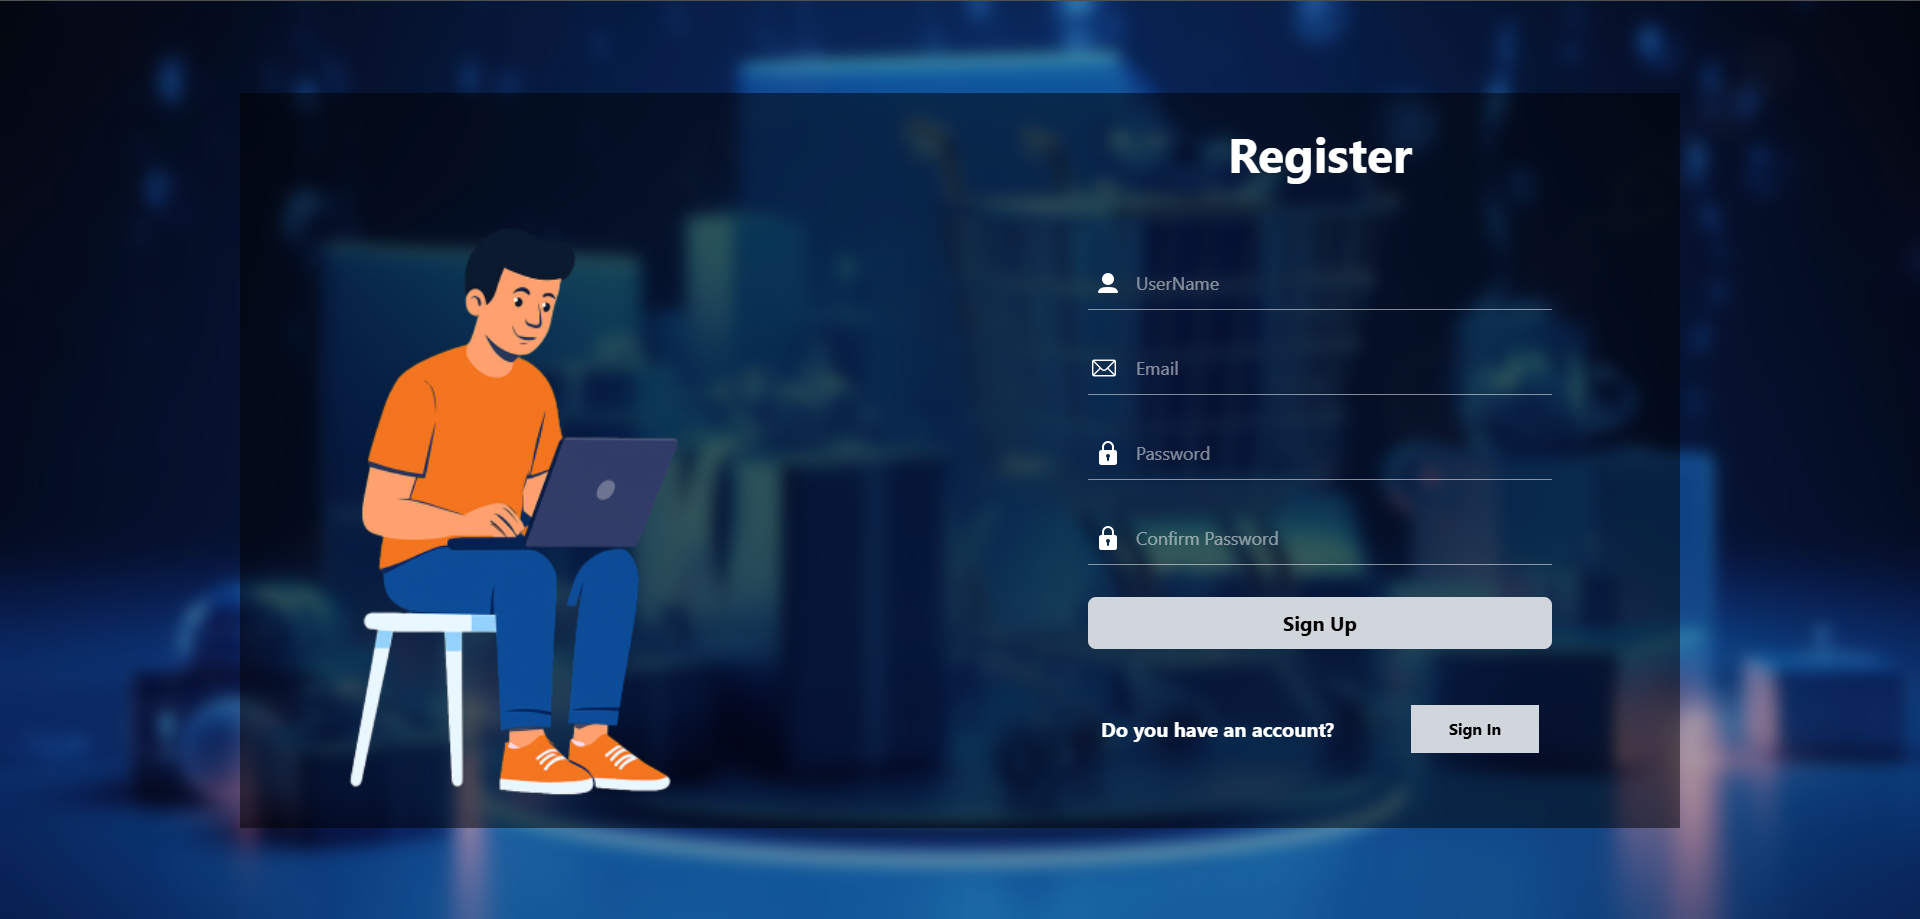 Register
UserName
Email
Password
Confirm Password
Sign Up
Do you have an account?
Sign In